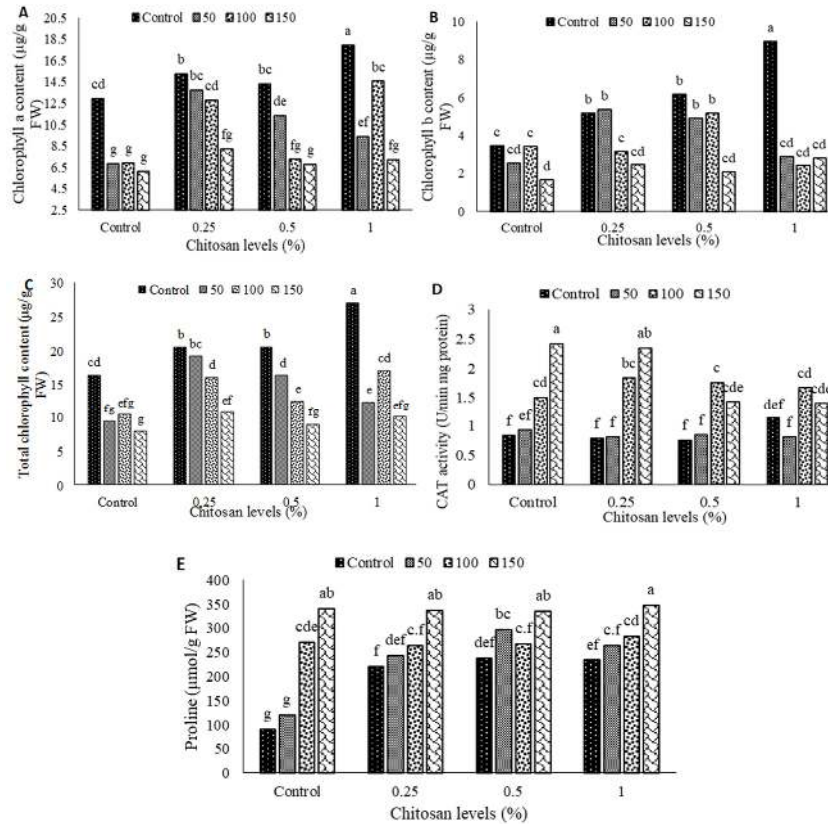 A
Control 50 100 150
Chlorophyll a content (µg/g FW)
20.5
18.5
16.5
14.5
12.5
10.5
8.5
6.5
4.5
2.5
cd g g g
b bc cd fg
bc de g g
a ef bc fg
Control 0.25 0.5 1
Chitosan levels (%)
B
Control 50 100 150
Chlorophyll b content (µg/g FW)
10
8
6
4
2
0
c cd c d
b b c cd
b b b cd
a cd cd cd
Control 0.25 0.5 1
Chitosan levels (%)
C
Control 50 100 150
Total chlorophyll content (µg/g FW)
30
25
20
15
10
5
0
cd fg efg g
b bc d ef
b d e fg
a e cd efg
Control 0.25 0.5 1
Chitosan levels (%)
D
Control 50 100 150
CAT activity (U/min mg protein)
3
2.5
2
1.5
1
0.5
0
f ef cd a
f f bc ab
f f c cde
def f cd cde
Control 0.25 0.5 1
Chitosan levels (%)
E
Control 50 100 150
Proline (µmol/g FW)
400
350
300
250
200
150
100
50
0
g g cde ab
f def c.f ab
def bc c.f ab
ef c.f cd a
Control 0.25 0.5 1
Chitosan levels (%)